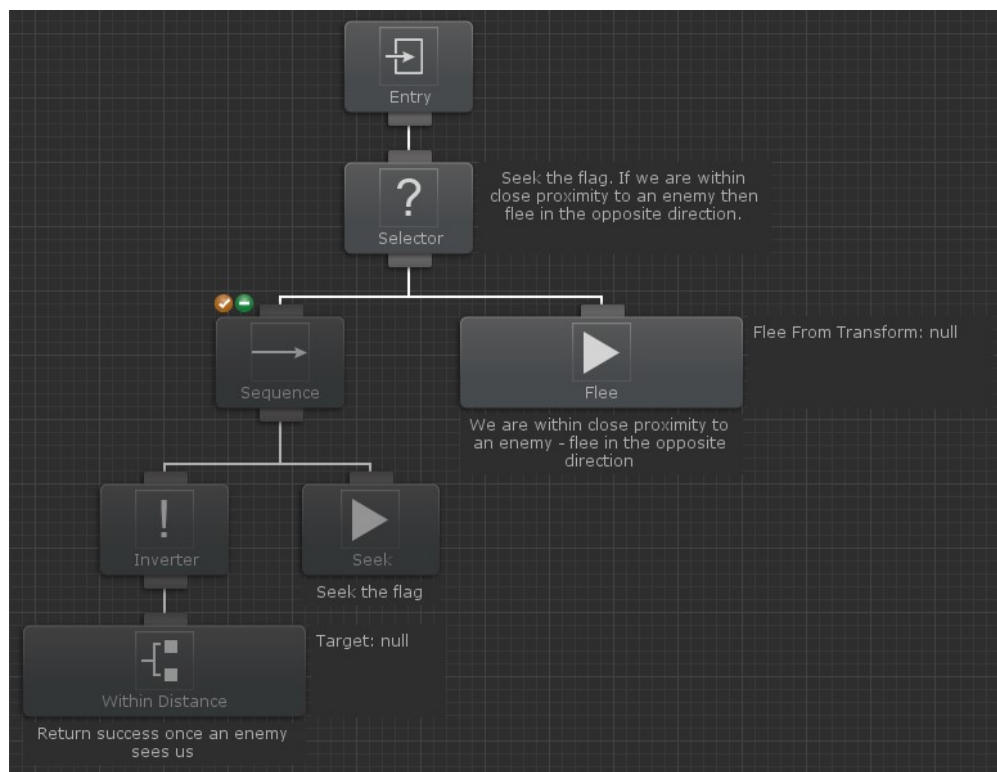 Entry
Seek the flag. If we are within
close proximity to an enemy then
flee in the opposite direction.
?
Selector
Sequence
Flee
Flee From Transform: null
We are within close proximity to
an enemy - flee in the opposite
direction
!
Inverter
Seek
Seek the flag
Within Distance
Target: null
Return success once an enemy
sees us